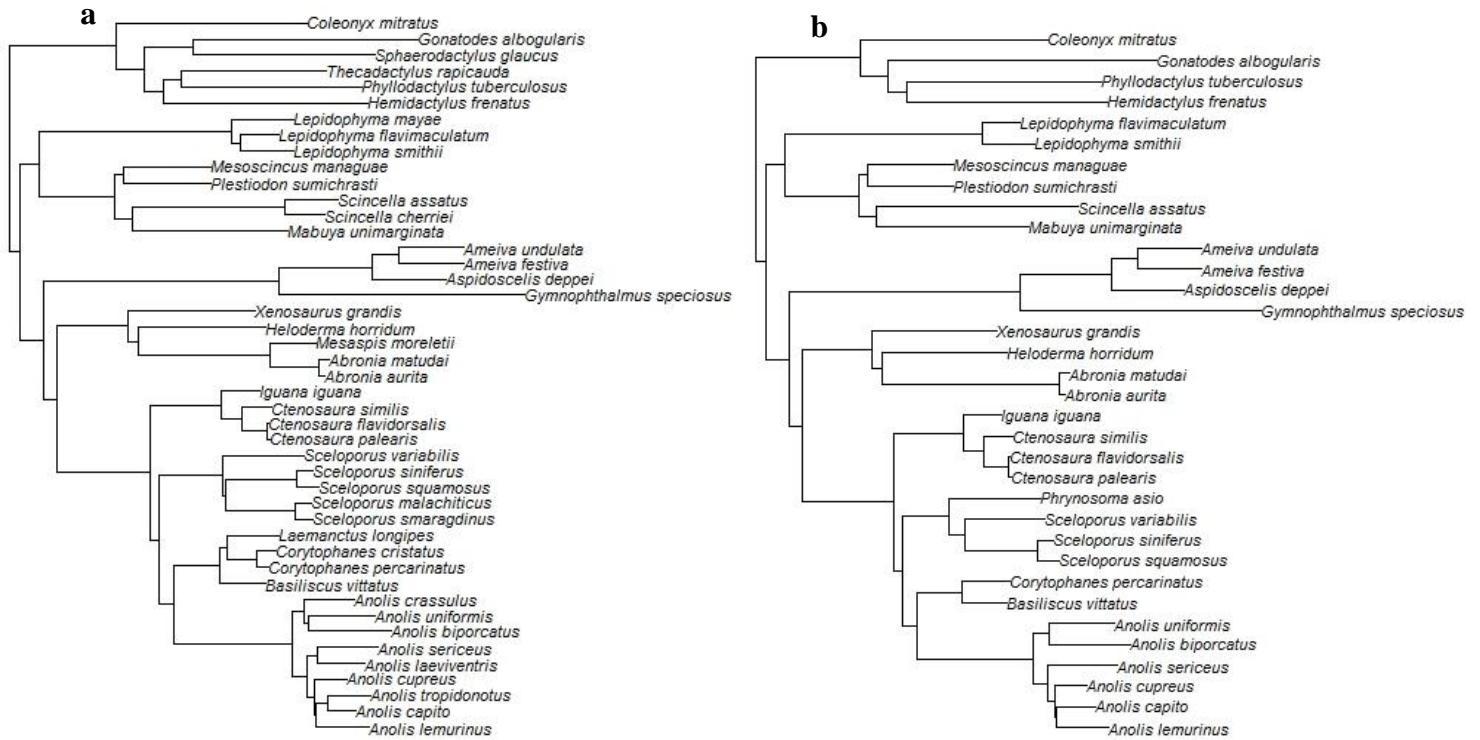 a
Coleonyx mitratus
Gonatodes albogularis
Sphaerodactylus glaucus
Thecadactylus rapicauda
Phyllodactylus tuberculosus
Hemidactylus frenatus
Lepidophyma mayae
Lepidophyma flavimaculatum
Lepidophyma smithii
Mesoscincus managuae
Plestiodon sumichrasti
Scincella assatus
Scincella cherriei
Mabuya unimarginata
Ameiva undulata
Ameiva festiva
Aspidoscelis deppei
Gymnophthalmus speciosus
Xenosaurus grandis
Heloderma horridum
Mesaspis moreletii
Abronia matudai
Abronia aurita
Iguana iguana
Ctenosaura similis
Ctenosaura flavidorsalis
Ctenosaura palearis
Sceloporus variabilis
Sceloporus siniferus
Sceloporus squamosus
Sceloporus malachiticus
Sceloporus smaragdinus
Laemanctus longipes
Corytophanes cristatus
Corytophanes percarinatus
Basiliscus vittatus
Anolis crassulus
Anolis uniformis
Anolis biporcatus
Anolis sericeus
Anolis laeviventris
Anolis cupreus
Anolis tropidonotus
Anolis capito
Anolis lemurinus
b
Coleonyx mitratus
Gonatodes albogularis
Phyllodactylus tuberculosus
Hemidactylus frenatus
Lepidophyma flavimaculatum
Lepidophyma smithii
Mesoscincus managuae
Plestiodon sumichrasti
Scincella assatus
Mabuya unimarginata
Ameiva undulata
Ameiva festiva
Aspidoscelis deppei
Gymnophthalmus speciosus
Xenosaurus grandis
Heloderma horridum
Abronia matudai
Abronia aurita
Iguana iguana
Ctenosaura similis
Ctenosaura flavidorsalis
Ctenosaura palearis
Phrynosoma asio
Sceloporus variabilis
Sceloporus siniferus
Sceloporus squamosus
Corytophanes percarinatus
Basiliscus vittatus
Anolis uniformis
Anolis biporcatus
Anolis sericeus
Anolis cupreus
Anolis capito
Anolis lemurinus